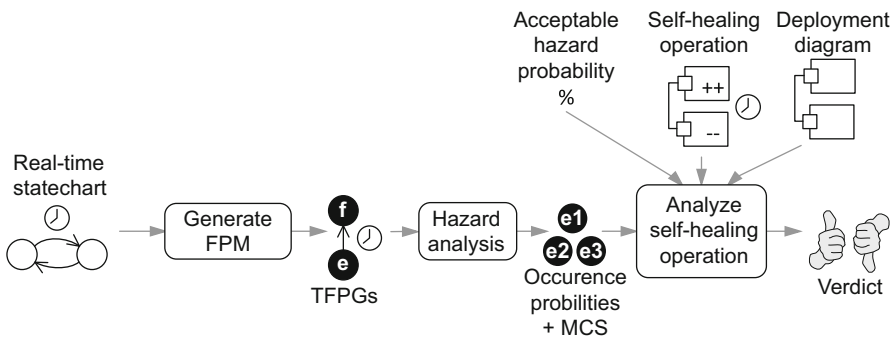 Acceptable
hazard
probability
%
Self-healing
operation
++
--
Deployment
diagram
Real-time
statechart
Generate
FPM
f
e
TFPGs
Hazard
analysis
e1
e2 e3
Occurence
probilities
+ MCS
Analyze
self-healing
operation
Verdict